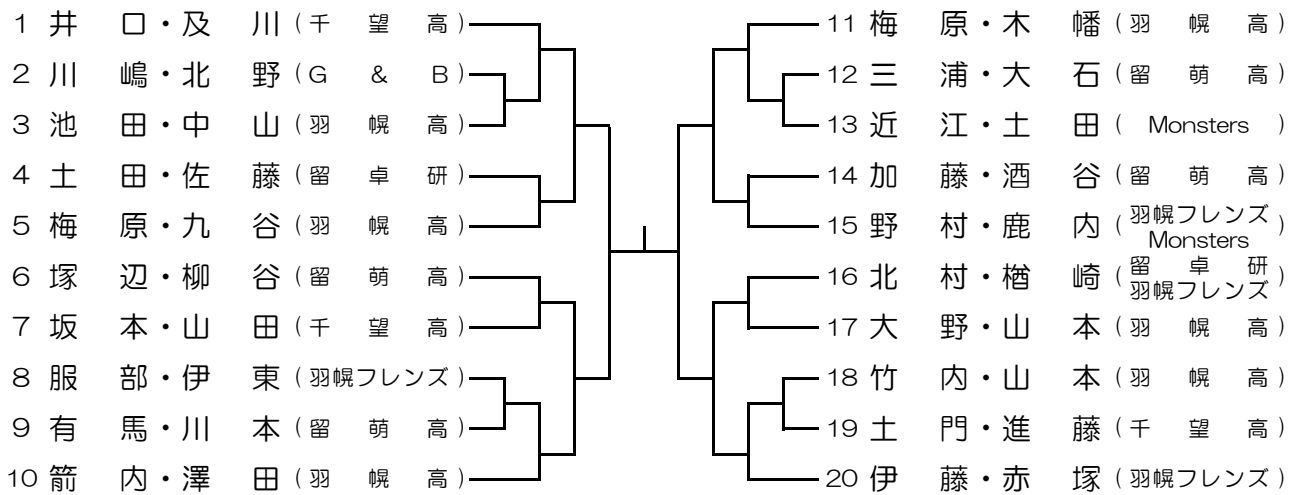 1 井 口・及 川 (千 望 高)
2 川 嶋・北 野 (G & B)
3 池 田・中 山 (羽 幌 高)
4 土 田・佐 藤 (留 卓 研)
5 梅 原・九 谷 (羽 幌 高)
6 塚 辺・柳 谷 (留 萌 高)
7 坂 本・山 田 (千 望 高)
8 服 部・伊 東 (羽幌フレンズ)
9 有 馬・川 本 (留 萌 高)
10 箭 内・澤 田 (羽 幌 高)
11 梅 原・木 幡 (羽 幌 高)
12 三 浦・大 石 (留 萌 高)
13 近 江・土 田 ( Monsters )
14 加 藤・酒 谷 (留 萌 高)
15 野 村・鹿 内 (羽幌フレンズ
Monsters)
16 北 村・楢 崎 (留 卓 研
羽幌フレンズ)
17 大 野・山 本 (羽 幌 高)
18 竹 内・山 本 (羽 幌 高)
19 土 門・進 藤 (千 望 高)
20 伊 藤・赤 塚 (羽幌フレンズ)